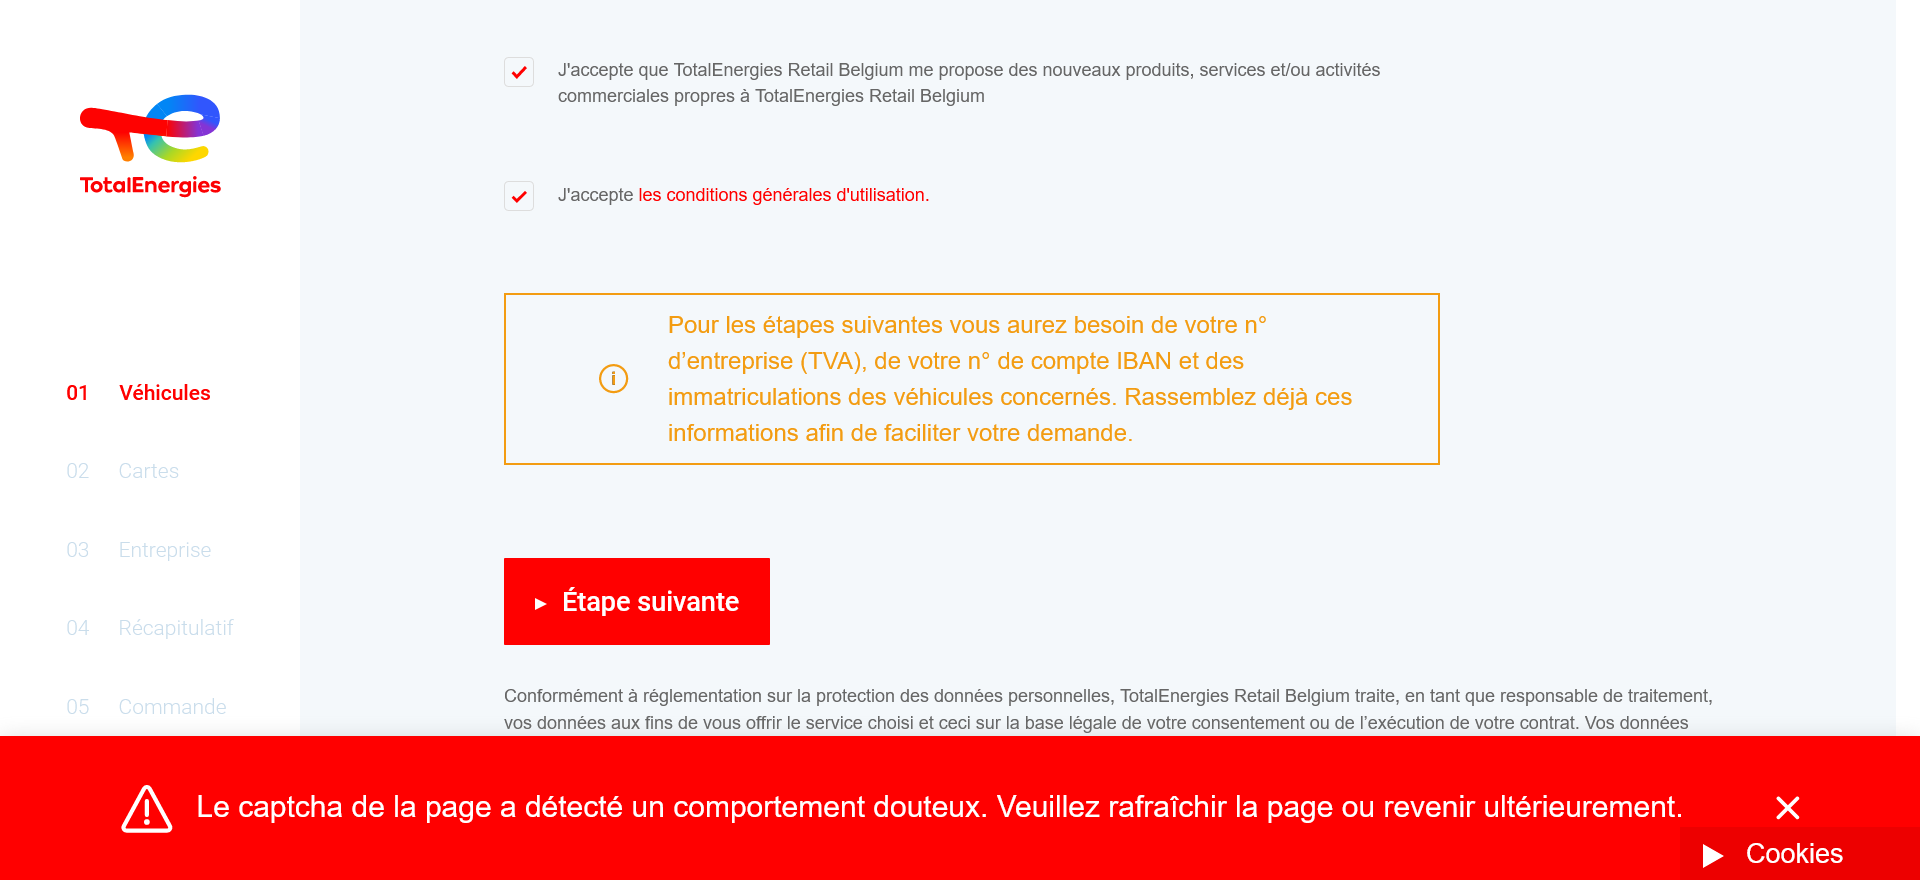 J'accepte que TotalEnergies Retail Belgium me propose des nouveaux produits, services et/ou activités
commerciales propres à TotalEnergies Retail Belgium
TotalEnergies
J'accepte les conditions générales d'utilisation.
Pour les étapes suivantes vous aurez besoin de votre n°
d’entreprise (TVA), de votre n° de compte IBAN et des
immatriculations des véhicules concernés. Rassemblez déjà ces
informations afin de faciliter votre demande.
01 Véhicules
02 Cartes
03 Entreprise
04 Récapitulatif
05 Commande
Étape suivante
Conformément à réglementation sur la protection des données personnelles, TotalEnergies Retail Belgium traite, en tant que responsable de traitement,
vos données aux fins de vous offrir le service choisi et ceci sur la base légale de votre consentement ou de l’exécution de votre contrat. Vos données
Le captcha de la page a détecté un comportement douteux. Veuillez rafraîchir la page ou revenir ultérieurement.
Cookies